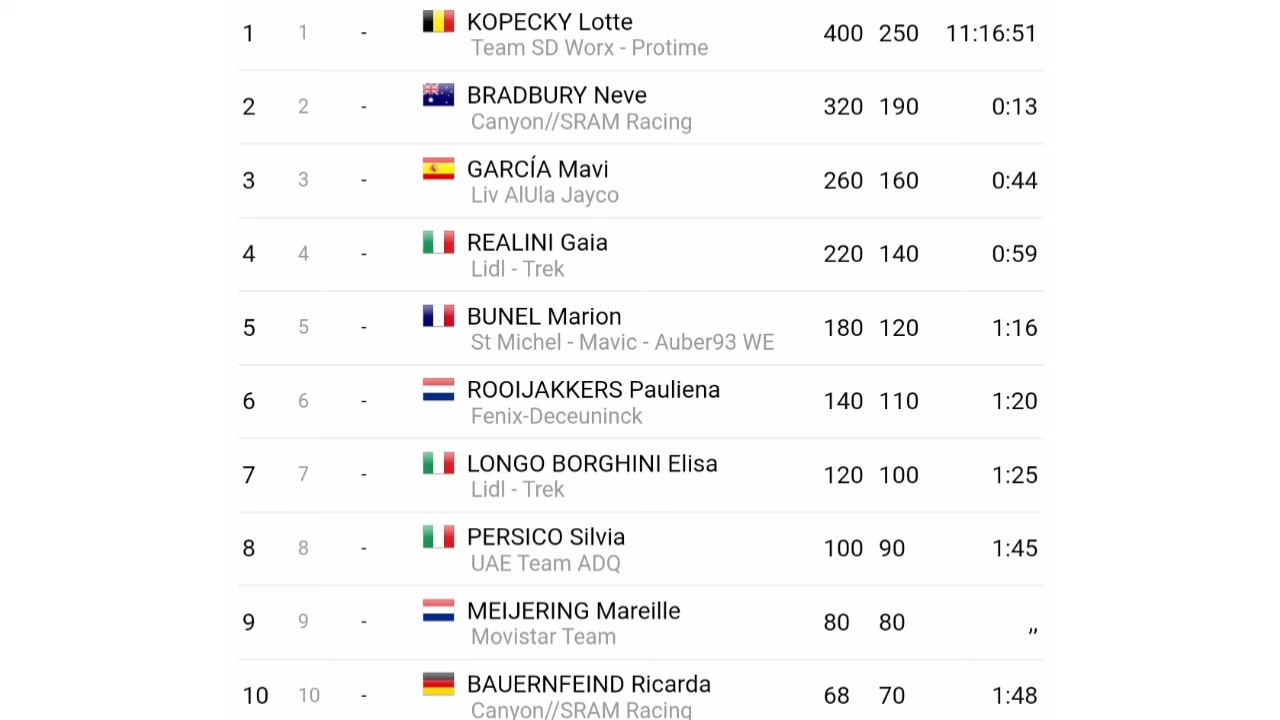 1 1 - KOPECKY Lotte 400 250 11:16:51
Team SD Worx - Protime
2 2 - BRADBURY Neve 320 190 0:13
Canyon//SRAM Racing
3 3 - GARCÍA Mavi 260 160 0:44
Liv AlUla Jayco
4 4 - REALINI Gaia 220 140 0:59
Lidl - Trek
5 5 - BUNEL Marion 180 120 1:16
St Michel - Mavic - Auber93 WE
6 6 - ROOIJAKKERS Pauliena 140 110 1:20
Fenix-Deceuninck
7 7 - LONGO BORGHINI Elisa 120 100 1:25
Lidl - Trek
8 8 - PERSICO Silvia 100 90 1:45
UAE Team ADQ
9 9 - MEIJERING Mareille 80 80 ,,
Movistar Team
10 10 - BAUERNFEIND Ricarda 68 70 1:48
Canyon//SRAM Racing